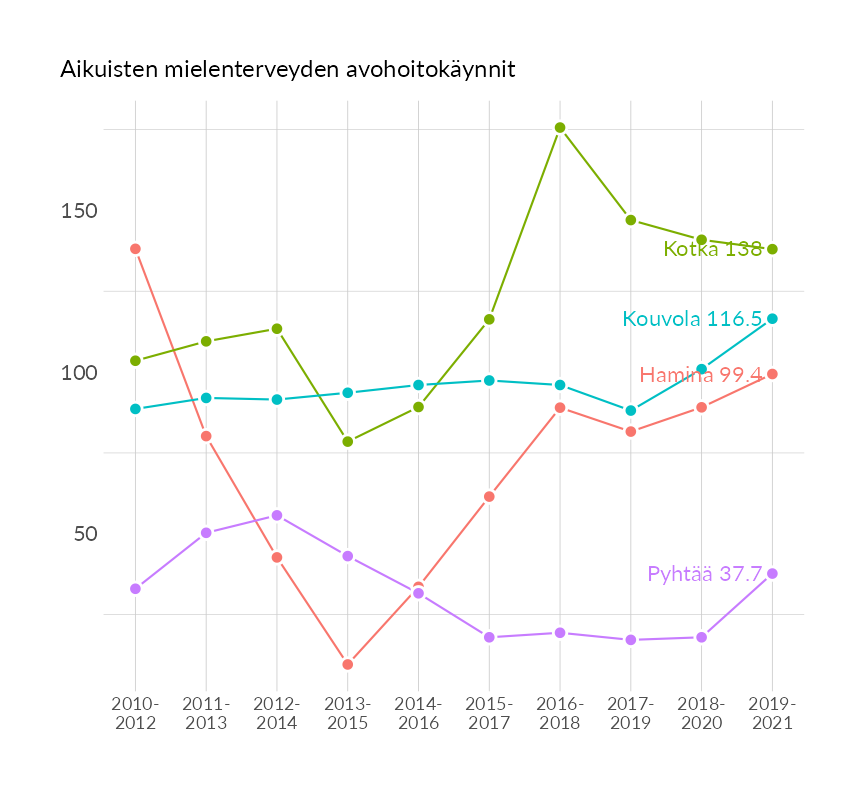 Aikuisten mielenterveyden avohoitokäynnit
150
100
50
Kotka 138
Kouvola 116.5
Hamina 99.4
Pyhtää 37.7
2010- 2011- 2012- 2013- 2014- 2015- 2016- 2017- 2018- 2019-
2012 2013 2014 2015 2016 2017 2018 2019 2020 2021